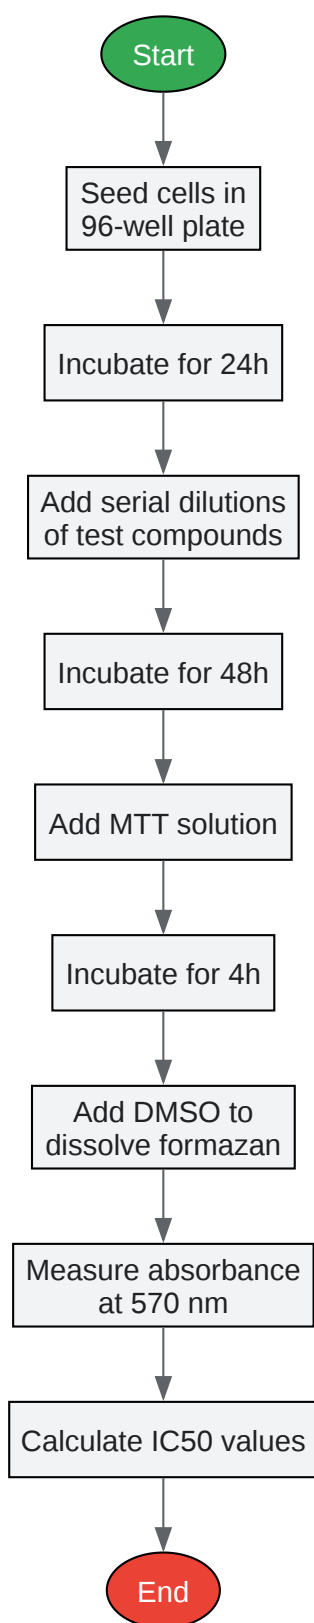 Start
Seed cells in
96-well plate
Incubate for 24h
Add serial dilutions
of test compounds
Incubate for 48h
Add MTT solution
Incubate for 4h
Add DMSO to
dissolve formazan
Measure absorbance
at 570 nm
Calculate IC50 values
End